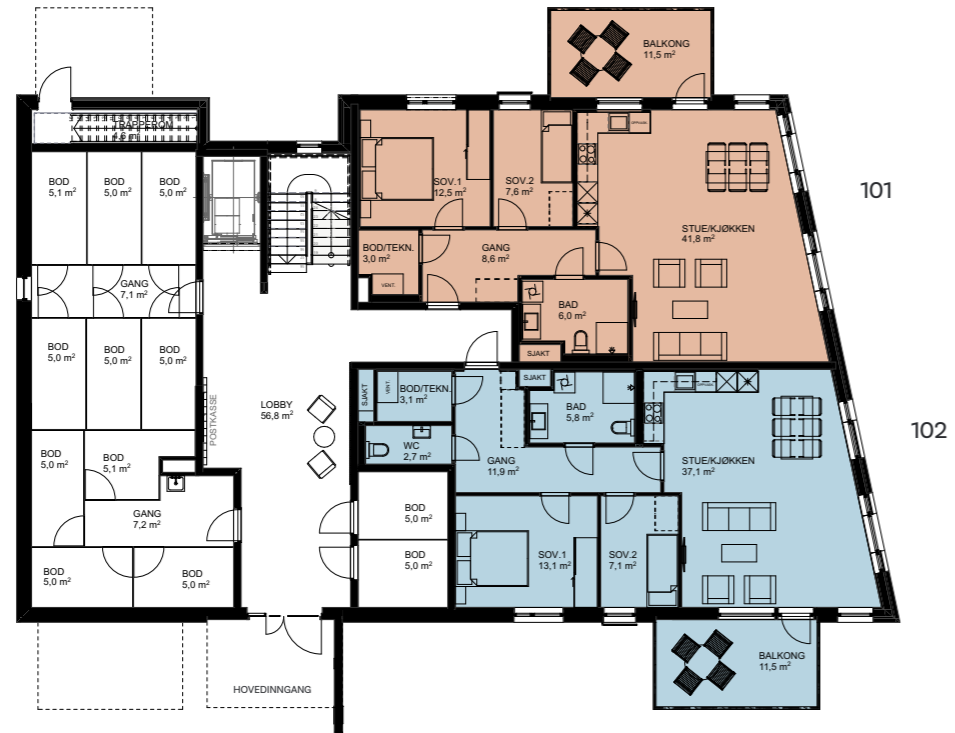 BALKONG
11,5 m²
TRAPPEROM
4,6 m²
BOD
5,1 m²
BOD
5,0 m²
BOD
5,0 m²
SOV.1
12,5 m²
SOV.2
7,6 m²
101
STUE/KJØKKEN
41,8 m²
BOD/TEKN.
3,0 m²
VENT.
GANG
8,6 m²
GANG
7,1 m²
BAD
6,0 m²
SJAKT
BOD
5,0 m²
BOD
5,0 m²
BOD
5,0 m²
POSTKASSE
LOBBY
56,8 m²
SJAKT
VENT.
BOD/TEKN.
3,1 m²
SJAKT
BAD
5,8 m²
102
STUE/KJØKKEN
37,1 m²
WC
2,7 m²
GANG
11,9 m²
BOD
5,0 m²
BOD
5,1 m²
GANG
7,2 m²
BOD
5,0 m²
BOD
5,0 m²
SOV.1
13,1 m²
SOV.2
7,1 m²
BOD
5,0 m²
BOD
5,0 m²
BALKONG
11,5 m²
HOVEDINNGANG